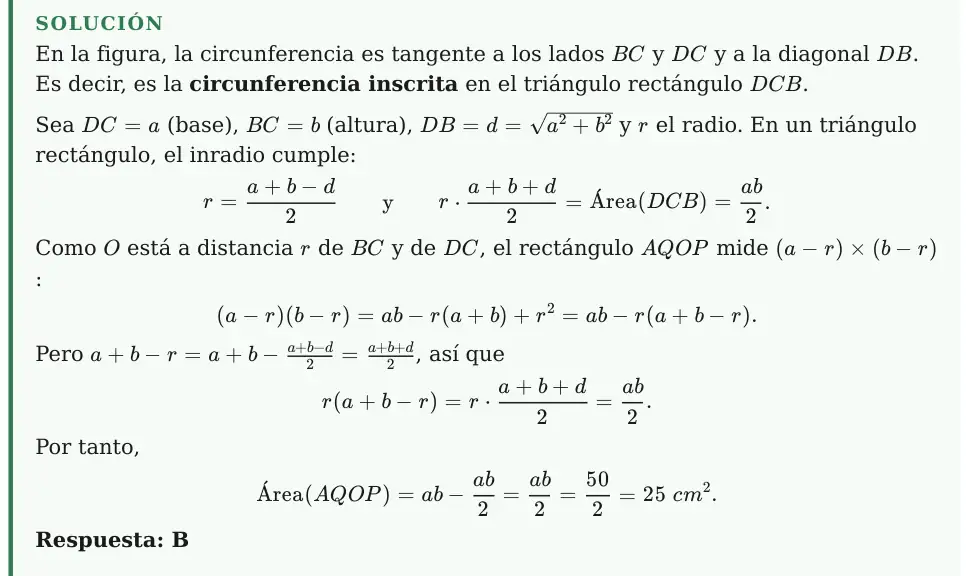 SOLUCIÓN
En la figura, la circunferencia es tangente a los lados BC y DC y a la diagonal DB.
Es decir, es la circunferencia inscrita en el triángulo rectángulo DCB.
Sea DC = a (base), BC = b (altura), DB = d = √(a² + b²) y r el radio. En un triángulo
rectángulo, el inradio cumple:
r = (a + b − d)/2 y r · (a + b + d)/2 = Área(DCB) = ab/2.
Como O está a distancia r de BC y de DC, el rectángulo AQOP mide (a − r) × (b − r)
:
(a − r)(b − r) = ab − r(a + b) + r² = ab − r(a + b − r).
Pero a + b − r = a + b − (a+b−d)/2 = (a+b+d)/2, así que
r(a + b − r) = r · (a + b + d)/2 = ab/2.
Por tanto,
Área(AQOP) = ab − ab/2 = ab/2 = 50/2 = 25 cm².
Respuesta: B